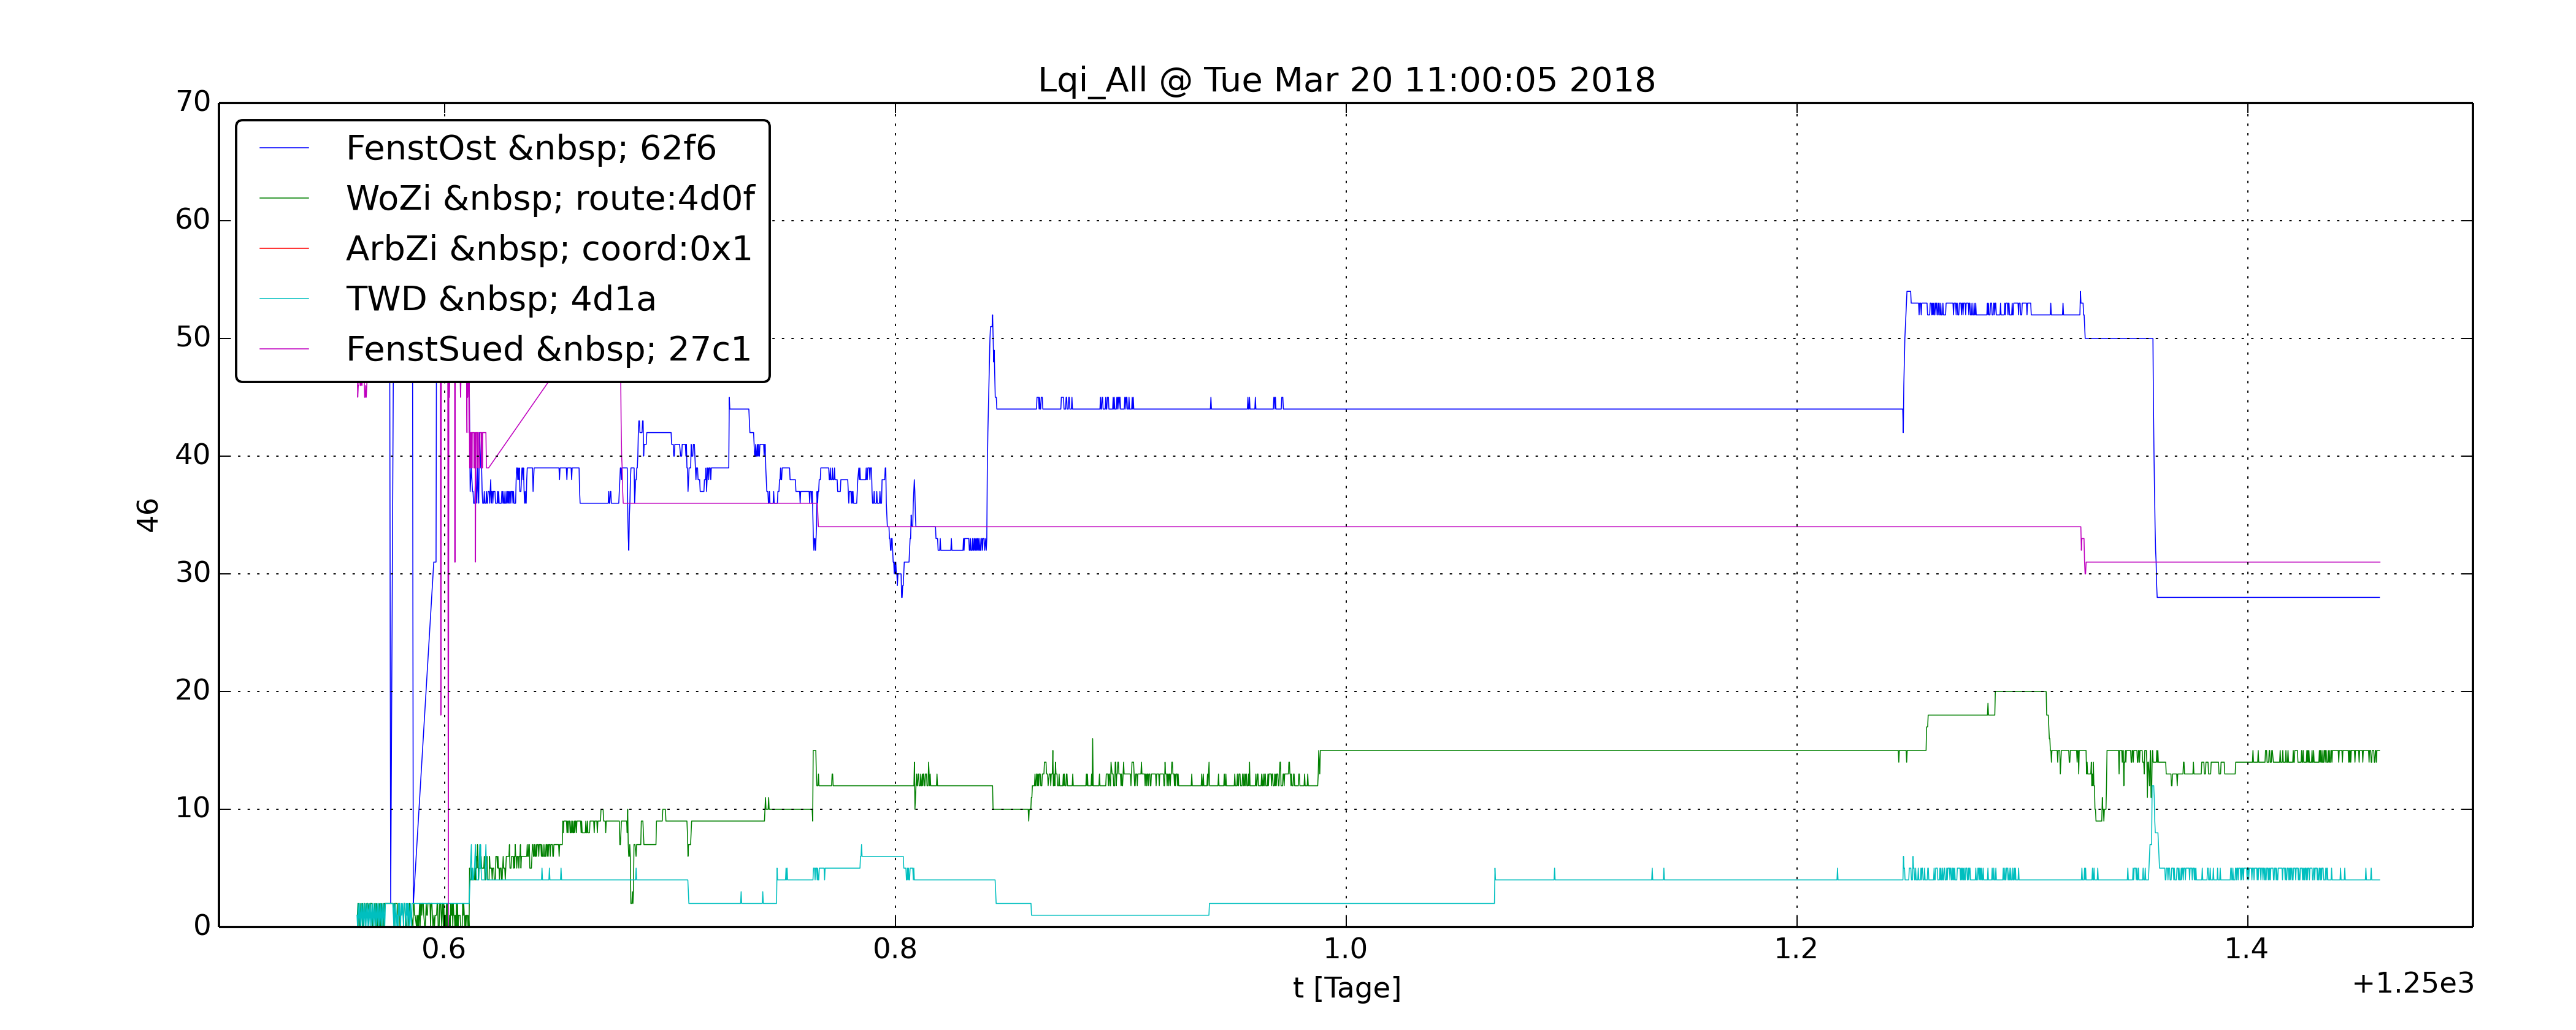 Lqi_All @ Tue Mar 20 11:00:05 2018
70
60
50
40
30
20
10
0
46
FenstOst &nbsp; 62f6
WoZi &nbsp; route:4d0f
ArbZi &nbsp; coord:0x1
TWD &nbsp; 4d1a
FenstSued &nbsp; 27c1
0.6 0.8 1.0 1.2 1.4
t [Tage]
+1.25e3